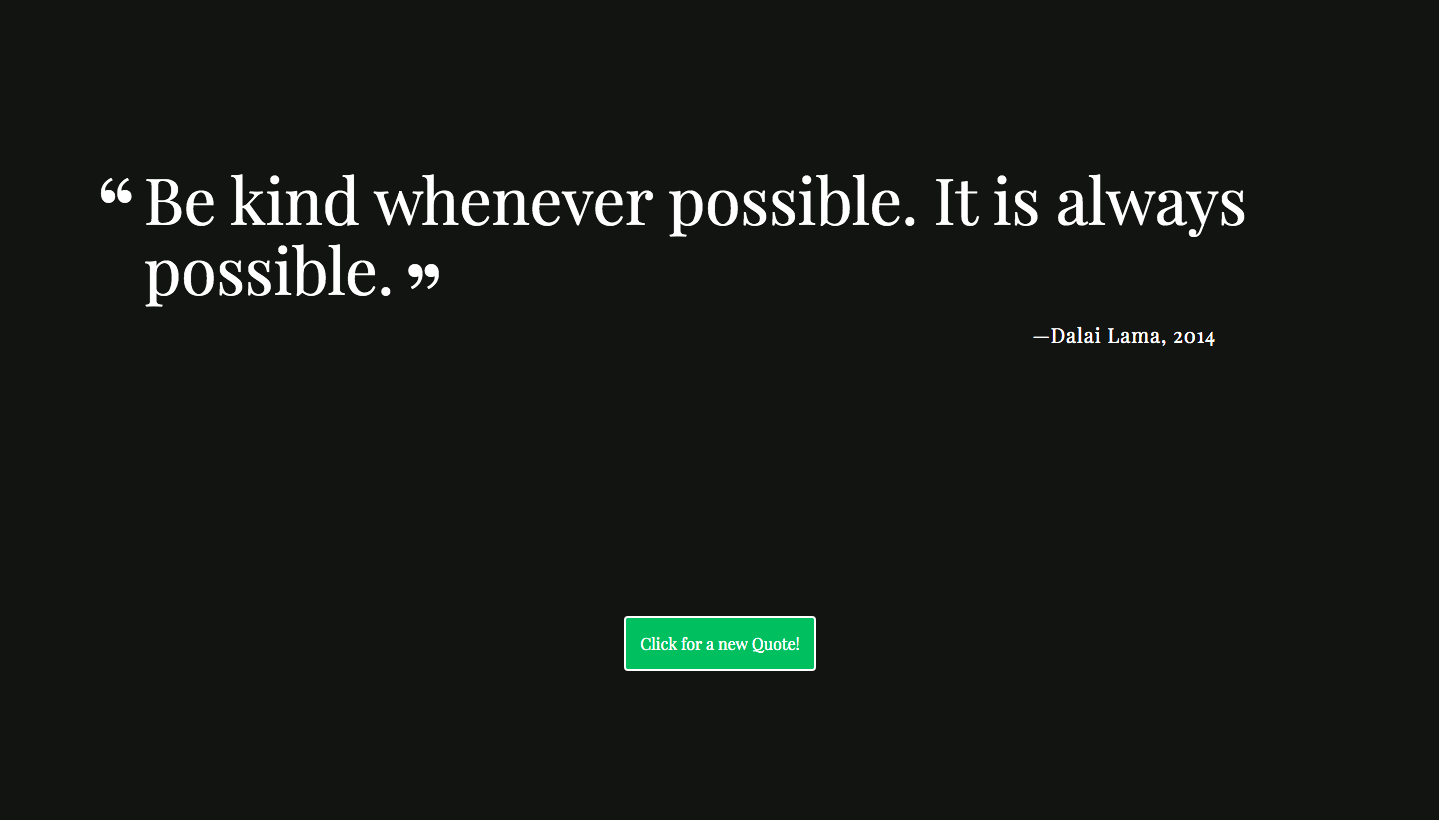 “ Be kind whenever possible. It is always
possible. ”
—Dalai Lama, 2014
Click for a new Quote!